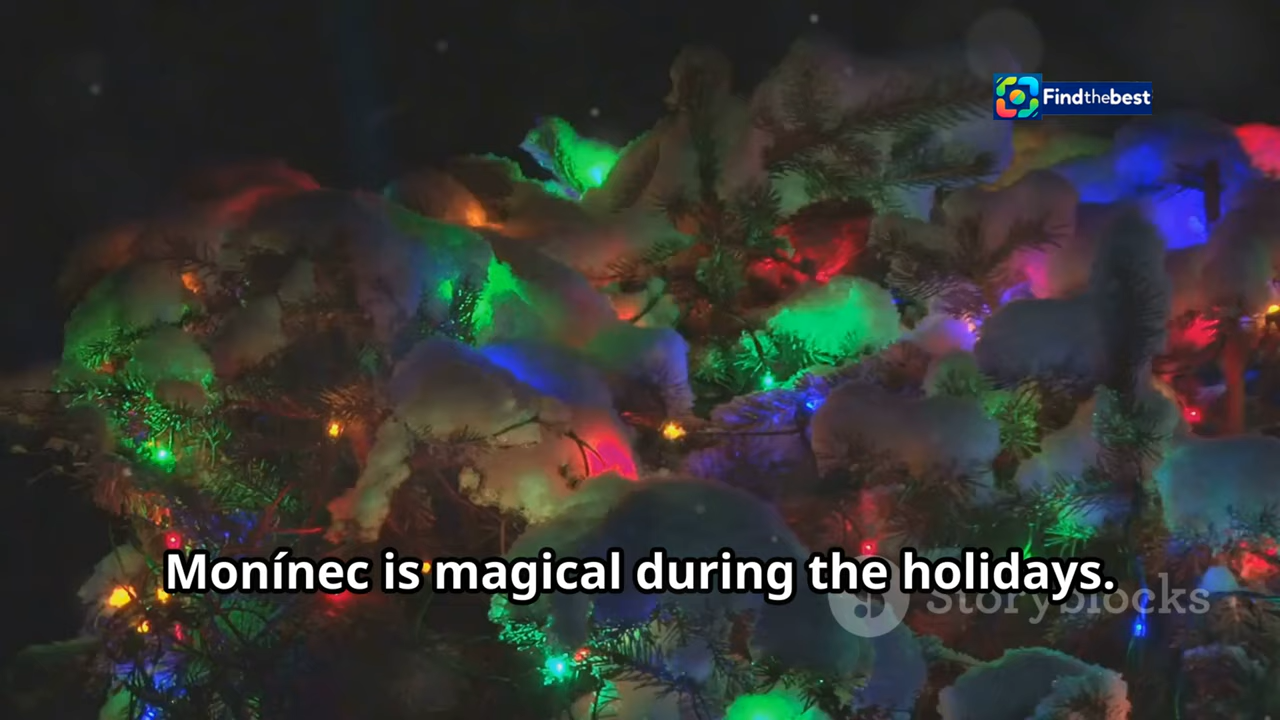 Findthebest
Monínec is magical during the holidays.
Storyblocks